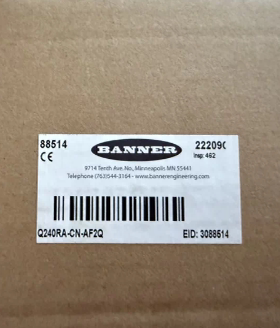 88514 BANNER 22209
CE Insp: 462
9714 Tenth Ave. No., Minneapolis, MN 55441
Telephone (763)544-3164 - www.bannerengineering.com
Q240RA-CN-AF2Q EID: 3088514